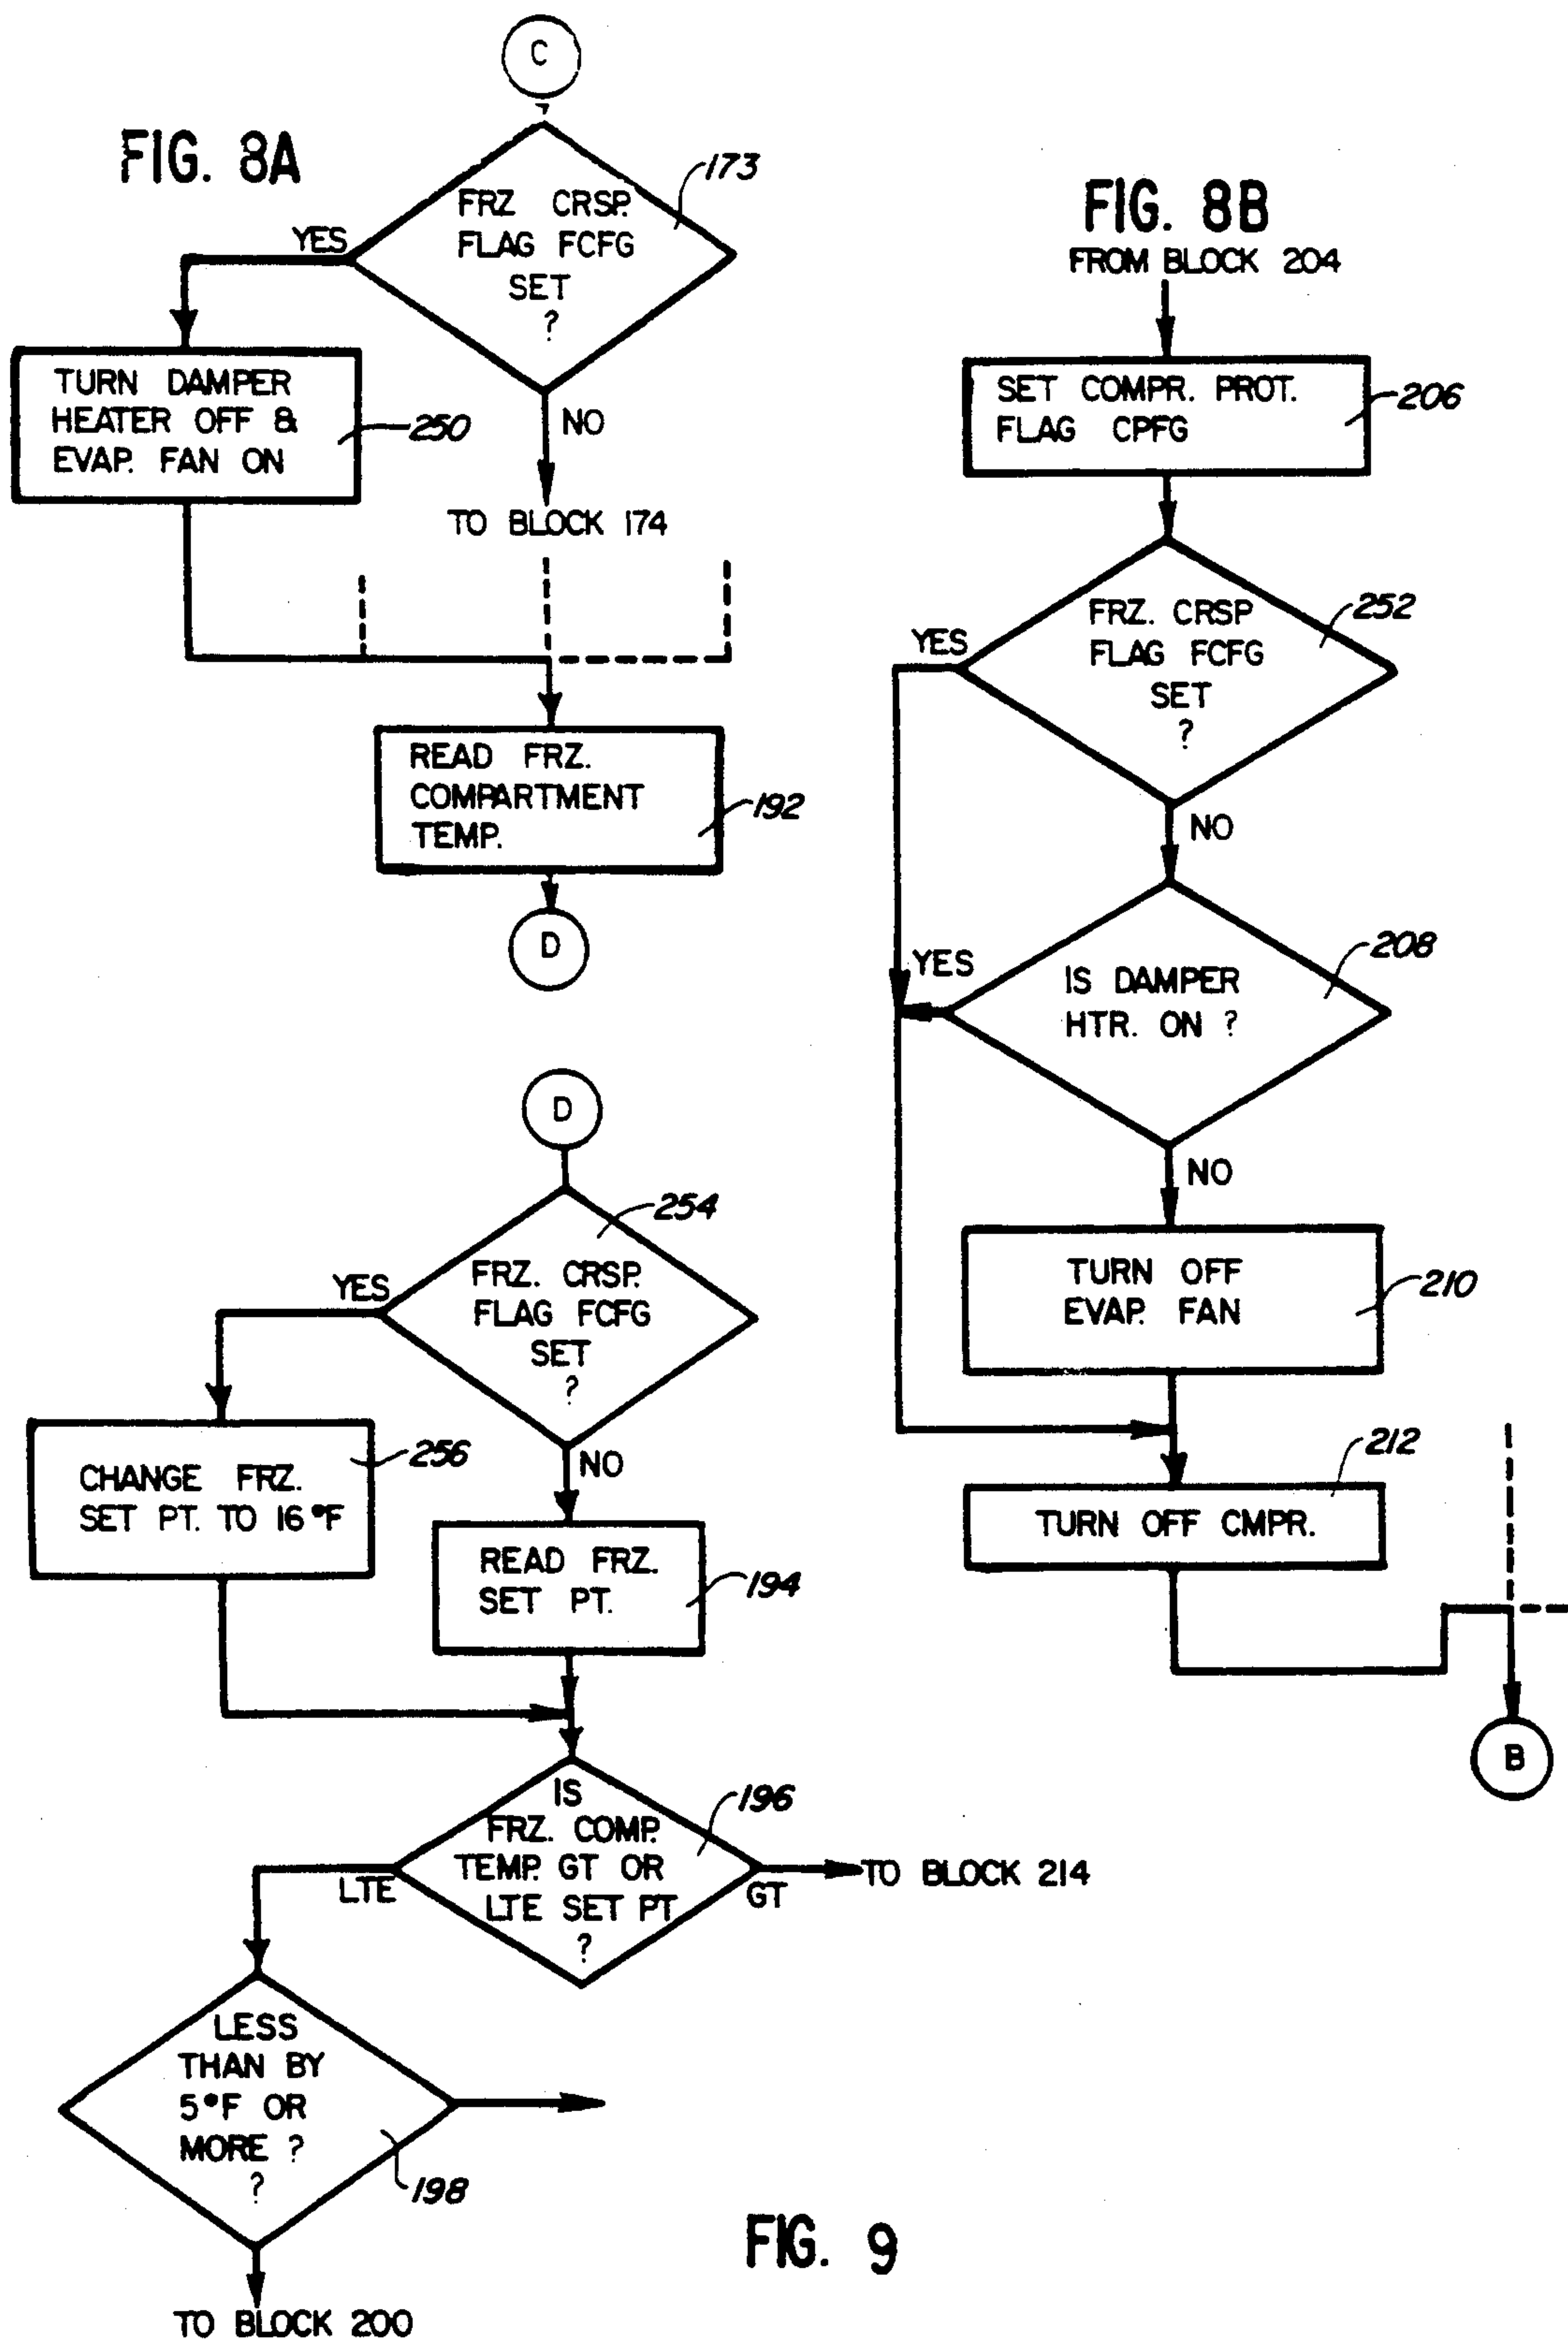 C
FIG. 8A
173
FRZ CRSP.
FLAG FCFG
SET
?
YES
NO
TURN DAMPER
HEATER OFF &
EVAP. FAN ON
250
TO BLOCK 174
READ FRZ.
COMPARTMENT
TEMP.
192
D
FIG. 8B
FROM BLOCK 204
SET COMPR. PROT.
FLAG CPFG
206
FRZ. CRSP
FLAG FCFG
SET
?
252
YES
NO
IS DAMPER
HTR. ON ?
208
YES
NO
TURN OFF
EVAP. FAN
210
TURN OFF CMPR.
212
B
D
254
FRZ. CRSP.
FLAG FCFG
SET
?
YES
NO
CHANGE FRZ.
SET PT. TO 16°F
256
READ FRZ.
SET PT.
194
IS
FRZ. COMP.
TEMP. GT OR
LTE SET PT
?
196
LTE
GT
TO BLOCK 214
LESS
THAN BY
5°F OR
MORE ?
?
198
TO BLOCK 200
FIG. 9